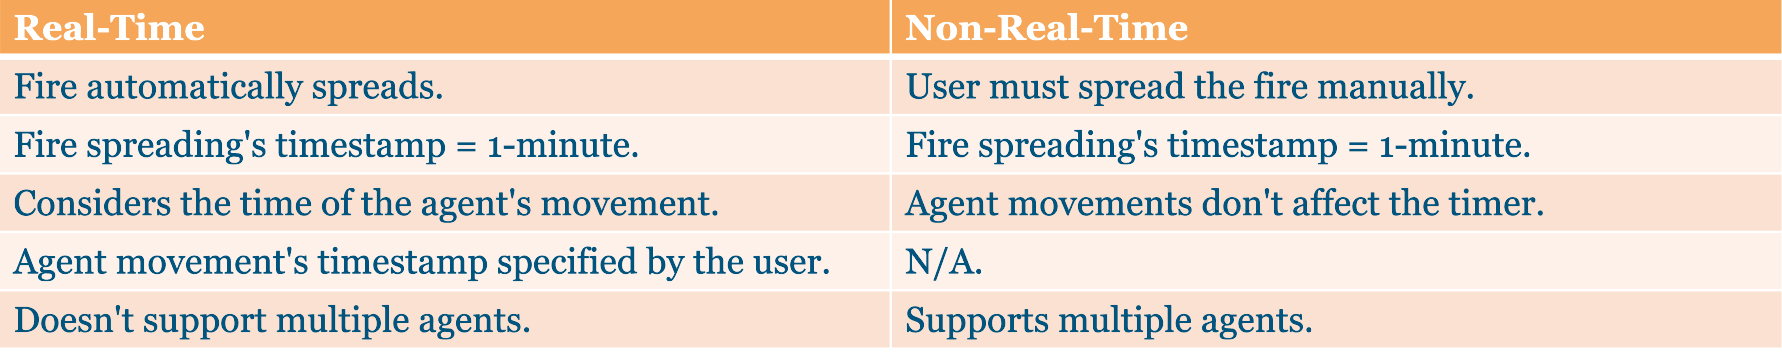 Real-Time Non-Real-Time
Fire automatically spreads. User must spread the fire manually.
Fire spreading's timestamp = 1-minute. Fire spreading's timestamp = 1-minute.
Considers the time of the agent's movement. Agent movements don't affect the timer.
Agent movement's timestamp specified by the user. N/A.
Doesn't support multiple agents. Supports multiple agents.